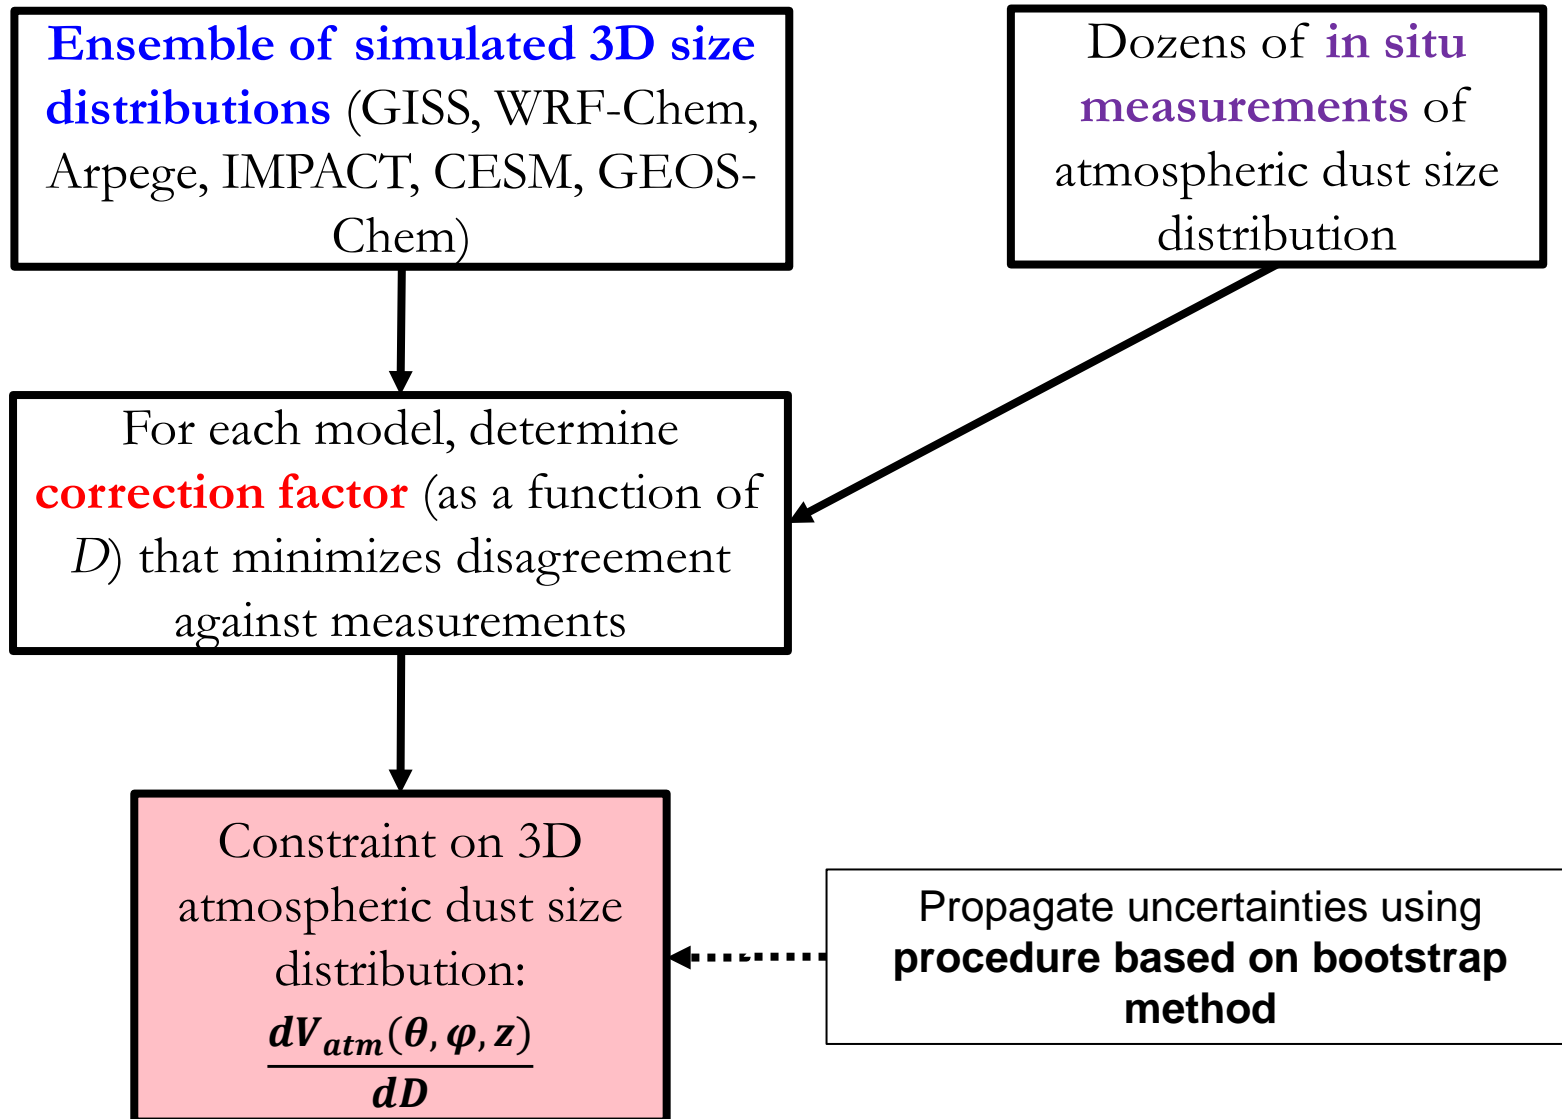 Ensemble of simulated 3D size
distributions (GISS, WRF-Chem,
Arpege, IMPACT, CESM, GEOS-
Chem)
Dozens of in situ
measurements of
atmospheric dust size
distribution
For each model, determine
correction factor (as a function of
D) that minimizes disagreement
against measurements
Constraint on 3D
atmospheric dust size
distribution:
dV_{atm}(θ, φ, z)
dD
Propagate uncertainties using
procedure based on bootstrap
method